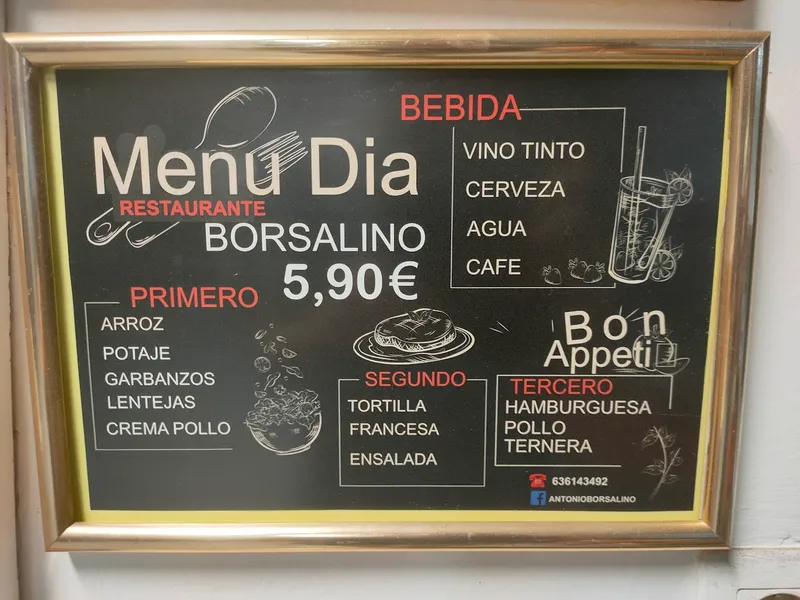 Menu Dia
RESTAURANTE
BORSALINO
5,90€
BEBIDA
VINO TINTO
CERVEZA
AGUA
CAFE
PRIMERO
ARROZ
POTAJE
GARBANZOS
LENTEJAS
CREMA POLLO
SEGUNDO
TORTILLA
FRANCESA
ENSALADA
Bon
Appeti
TERCERO
HAMBURGUESA
POLLO
TERNERA
636143492
ANTONIOBORSALINO